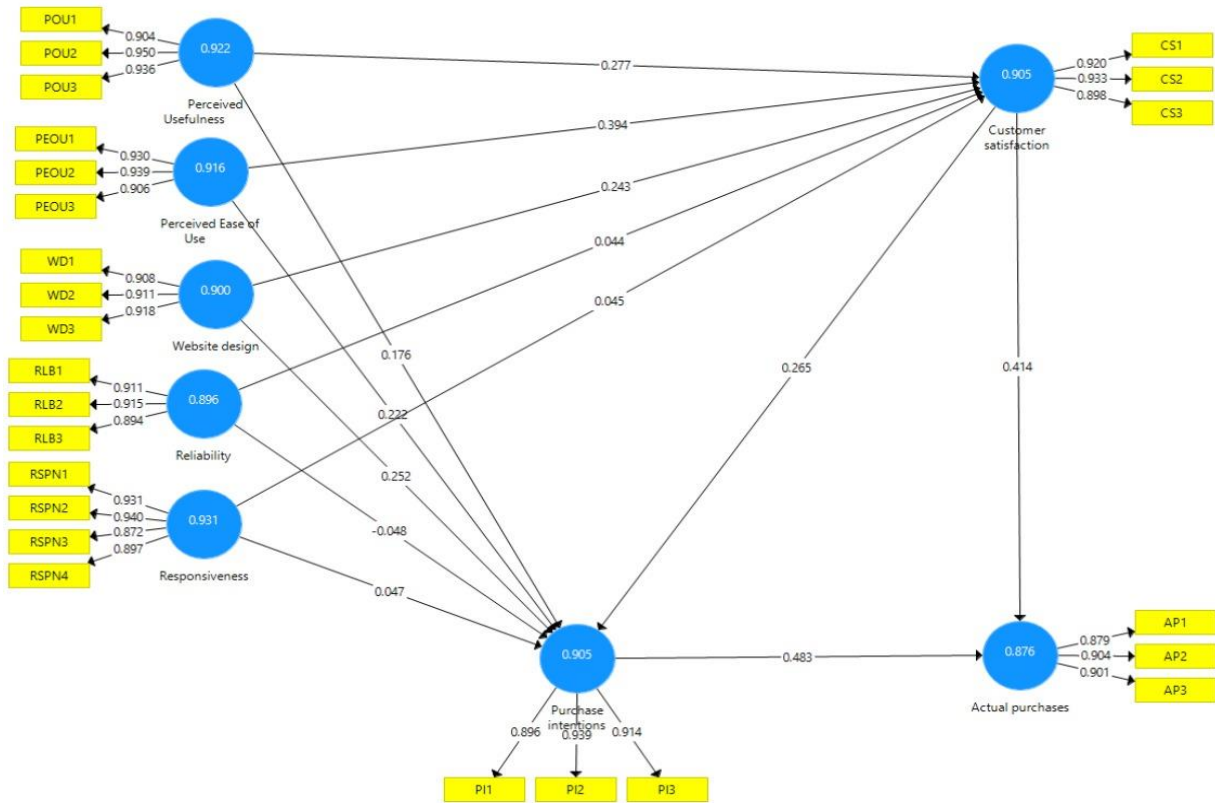 POU1
0.904
POU2
0.950
POU3
0.936
0.922
Perceived
Usefulness
0.277
0.905
Customer
satisfaction
0.920
CS1
0.933
CS2
0.898
CS3
PEOU1
0.930
PEOU2
0.939
PEOU3
0.906
0.916
Perceived Ease of
Use
0.394
WD1
0.908
WD2
0.911
WD3
0.918
0.900
Website design
0.243
0.044
0.045
RLB1
0.911
RLB2
0.915
RLB3
0.894
0.896
Reliability
0.176
0.265
0.414
0.222
0.252
RSPN1
0.931
RSPN2
0.940
RSPN3
0.872
RSPN4
0.897
0.931
Responsiveness
-0.048
0.047
0.905
Purchase
intentions
0.483
0.876
Actual purchases
0.879
AP1
0.904
AP2
0.901
AP3
0.896
0.939
0.914
PI1
PI2
PI3